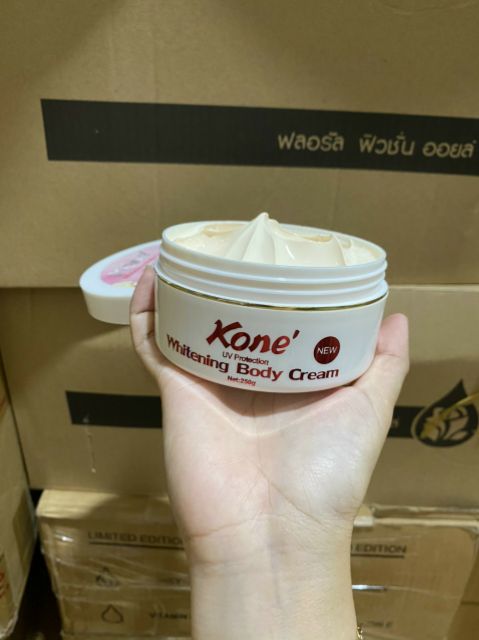 ฟลอรัล ฟิวชั่น ออยล์
Kone'
UV Protection
NEW
Whitening Body Cream
Net:250g
LIMITED EDITION
EDITION
VITAMIN